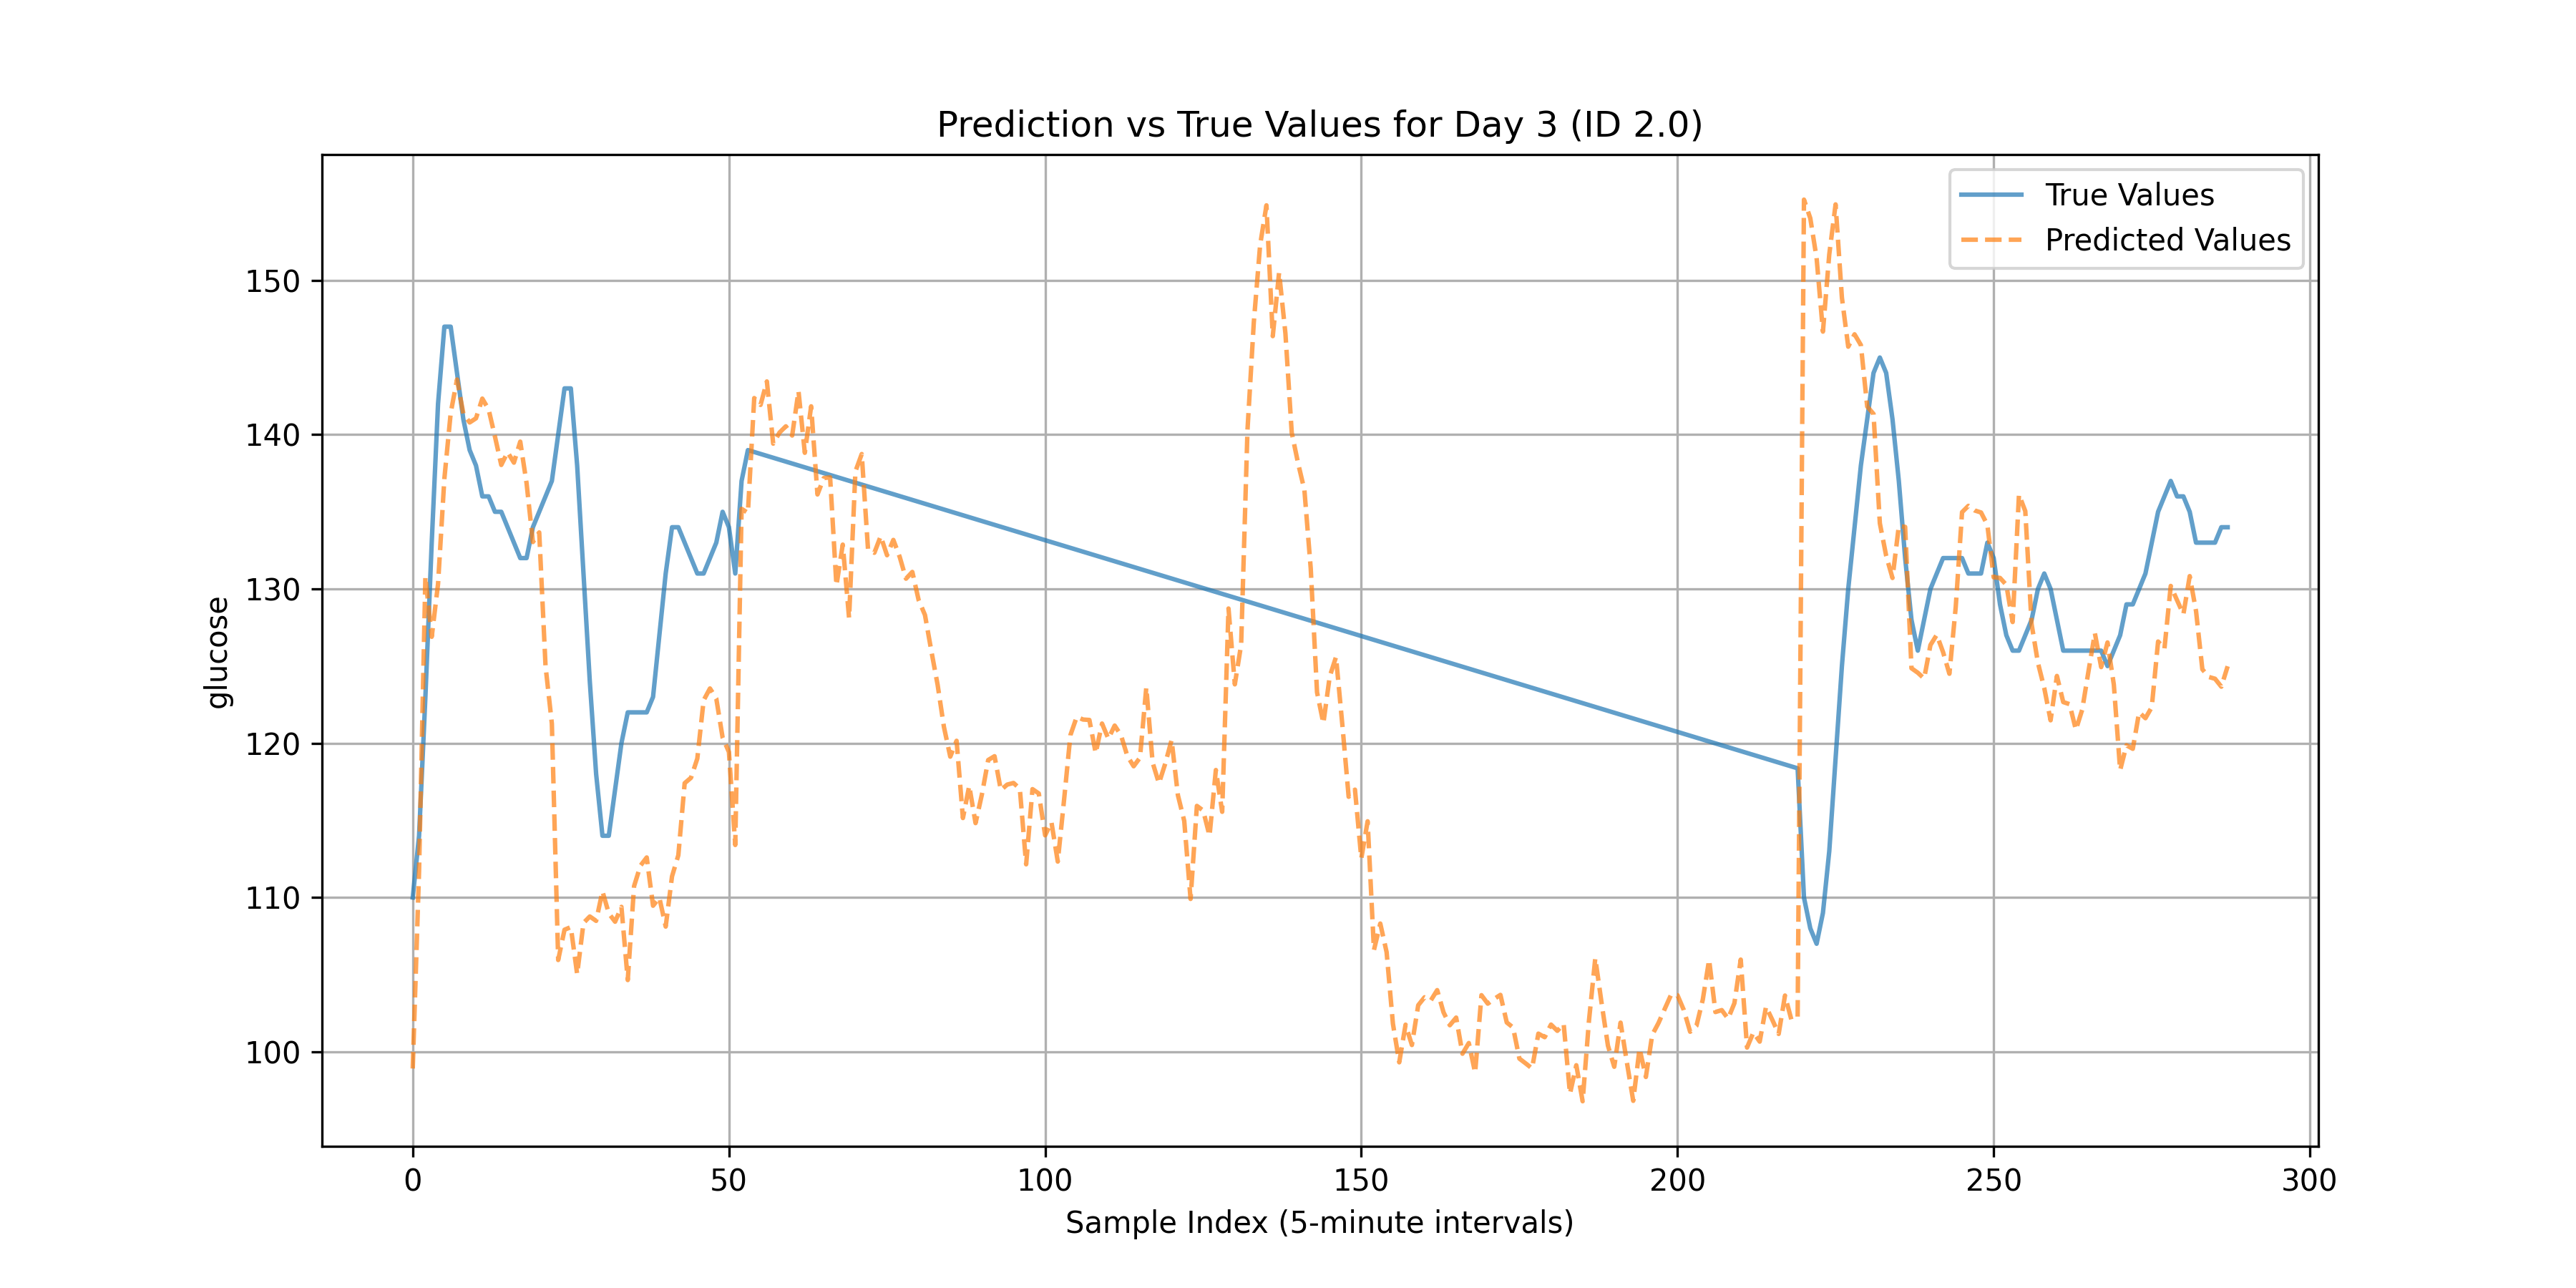 Prediction vs True Values for Day 3 (ID 2.0)
True Values
Predicted Values
150
140
130
120
110
100
glucose
0 50 100 150 200 250 300
Sample Index (5-minute intervals)